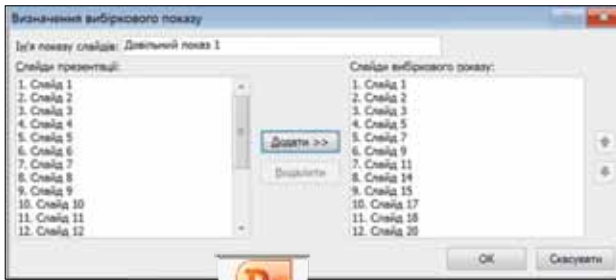 Визначення вибіркового показу
Ім'я показу слайдів: Довільний показ 1
Слайди презентації:
1. Слайд 1
2. Слайд 2
3. Слайд 3
4. Слайд 4
5. Слайд 5
6. Слайд 6
7. Слайд 7
8. Слайд 8
9. Слайд 9
10. Слайд 10
11. Слайд 11
12. Слайд 12
Додати >>
Видалити
Слайди вибіркового показу:
1. Слайд 1
2. Слайд 2
3. Слайд 4
4. Слайд 5
5. Слайд 7
6. Слайд 9
7. Слайд 11
8. Слайд 14
9. Слайд 15
10. Слайд 17
11. Слайд 18
12. Слайд 20
ОК
Скасувати